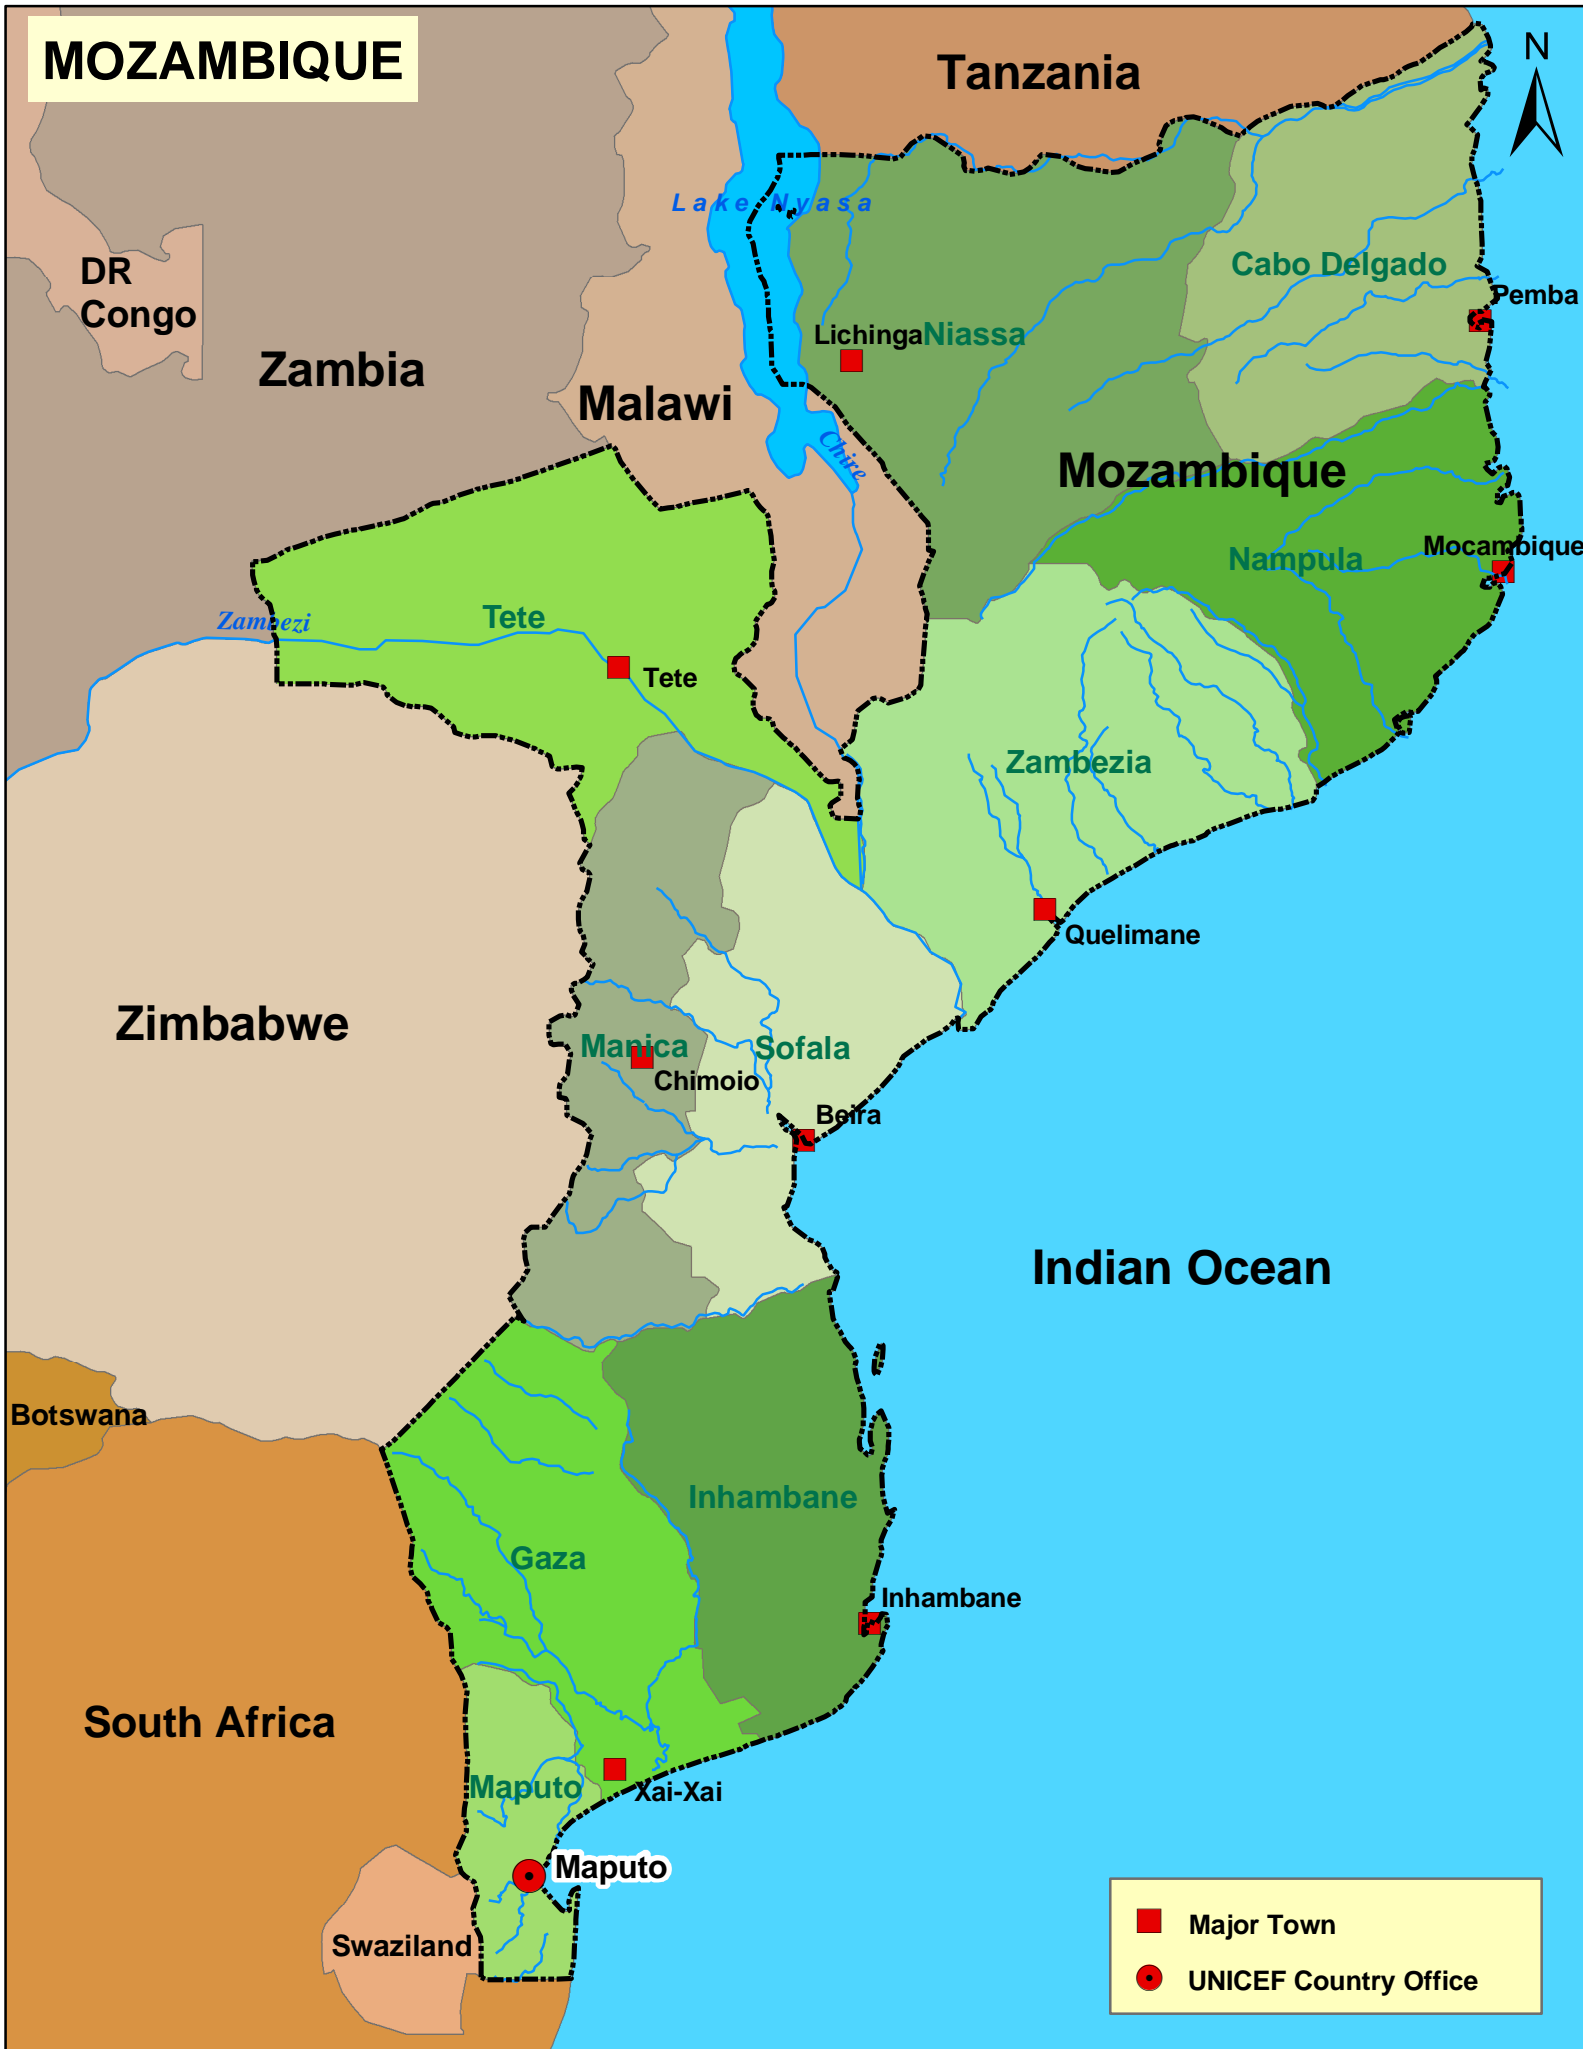 MOZAMBIQUE
N
Tanzania
Lake Nyasa
Cabo Delgado
DR
Congo
Pemba
Lichinga
Niassa
Zambia
Malawi
Chire
Mozambique
Mocambique
Nampula
Zambezi
Tete
Tete
Zambezia
Quelimane
Zimbabwe
Manica
Sofala
Chimoio
Beira
Indian Ocean
Botswana
Inhambane
Gaza
Inhambane
South Africa
Maputo
Xai-Xai
Maputo
Swaziland
Major Town
UNICEF Country Office